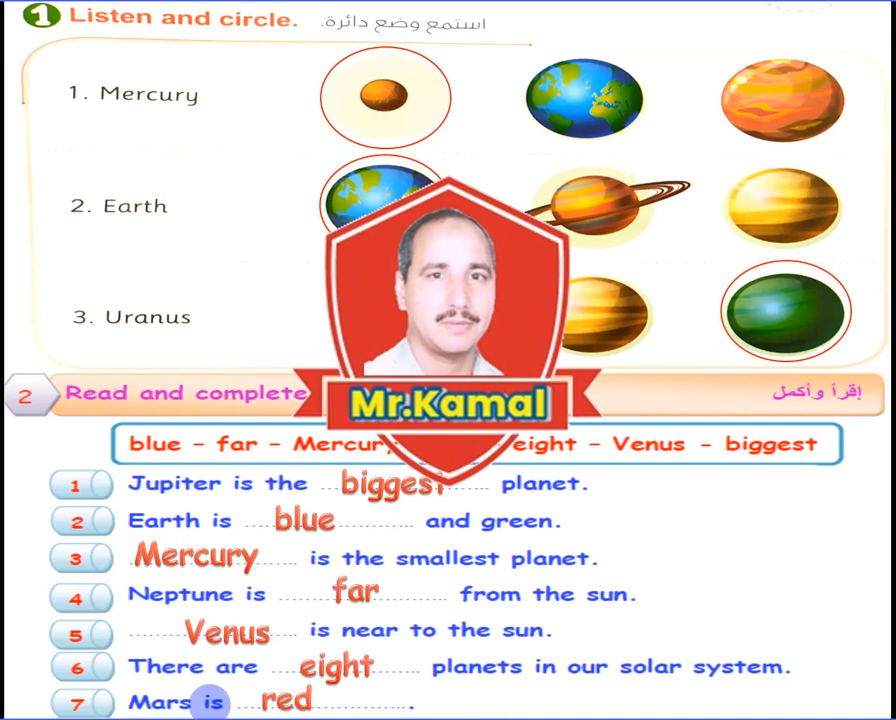 1 Listen and circle. استمع وضع دائرة.
1. Mercury
2. Earth
3. Uranus
2 Read and complete إقرأ وأكمل
Mr.Kamal
blue – far – Mercury eight – Venus – biggest
1 Jupiter is the ...biggest...... planet.
2 Earth is ....blue............. and green.
3 .Mercury....... is the smallest planet.
4 Neptune is ........far............. from the sun.
5 ..........Venus..... is near to the sun.
6 There are ....eight........ planets in our solar system.
7 Mars is ....red................... .